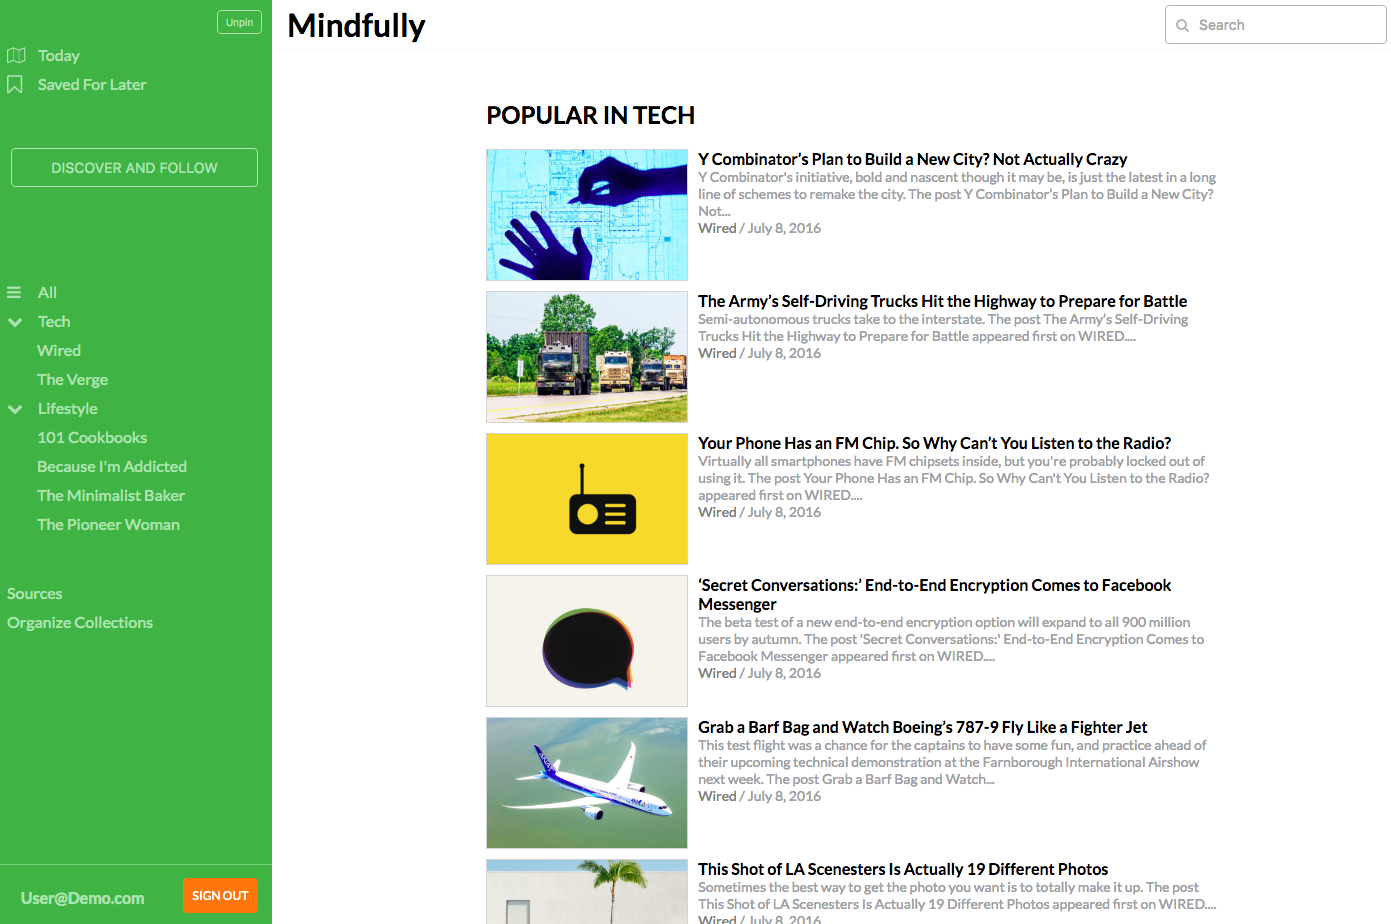 Unpin
Today
Saved For Later
DISCOVER AND FOLLOW
All
Tech
Wired
The Verge
Lifestyle
101 Cookbooks
Because I'm Addicted
The Minimalist Baker
The Pioneer Woman
Sources
Organize Collections
User@Demo.com
SIGN OUT
Mindfully
Search
POPULAR IN TECH
Y Combinator’s Plan to Build a New City? Not Actually Crazy
Y Combinator's initiative, bold and nascent though it may be, is just the latest in a long
line of schemes to remake the city. The post Y Combinator’s Plan to Build a New City?
Not...
Wired / July 8, 2016
The Army’s Self-Driving Trucks Hit the Highway to Prepare for Battle
Semi-autonomous trucks take to the interstate. The post The Army’s Self-Driving
Trucks Hit the Highway to Prepare for Battle appeared first on WIRED....
Wired / July 8, 2016
Your Phone Has an FM Chip. So Why Can’t You Listen to the Radio?
Virtually all smartphones have FM chipsets inside, but you're probably locked out of
using it. The post Your Phone Has an FM Chip. So Why Can't You Listen to the Radio?
appeared first on WIRED....
Wired / July 8, 2016
‘Secret Conversations:’ End-to-End Encryption Comes to Facebook
Messenger
The beta test of a new end-to-end encryption option will expand to all 900 million
users by autumn. The post 'Secret Conversations:' End-to-End Encryption Comes to
Facebook Messenger appeared first on WIRED....
Wired / July 8, 2016
Grab a Barf Bag and Watch Boeing’s 787-9 Fly Like a Fighter Jet
This test flight was a chance for the captains to have some fun, and practice ahead of
their upcoming technical demonstration at the Farnborough International Airshow
next week. The post Grab a Barf Bag and Watch...
Wired / July 8, 2016
This Shot of LA Scenesters Is Actually 19 Different Photos
Sometimes the best way to get the photo you want is to totally make it up. The post
This Shot of LA Scenesters Is Actually 19 Different Photos appeared first on WIRED....
Wired / July 8, 2016